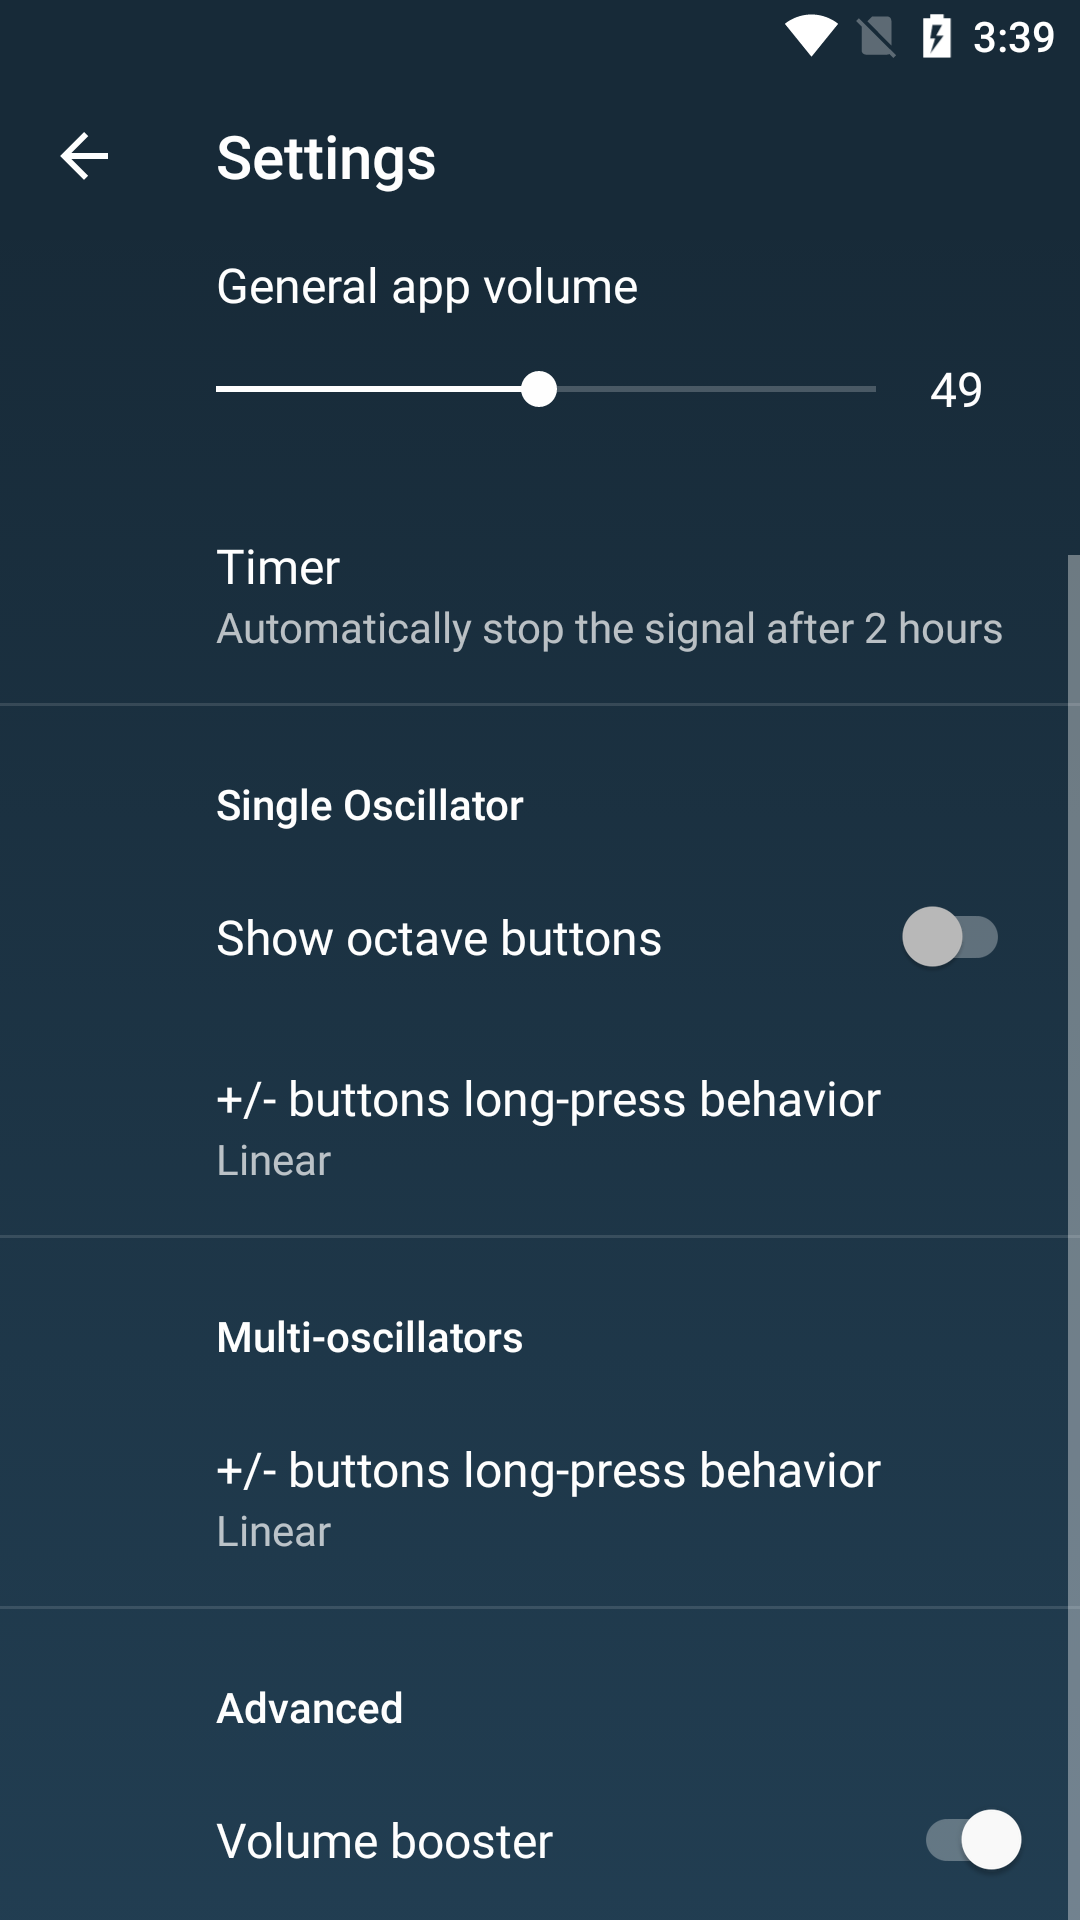 3:39
Settings
General app volume
49
Timer
Automatically stop the signal after 2 hours
Single Oscillator
Show octave buttons
+/- buttons long-press behavior
Linear
Multi-oscillators
+/- buttons long-press behavior
Linear
Advanced
Volume booster